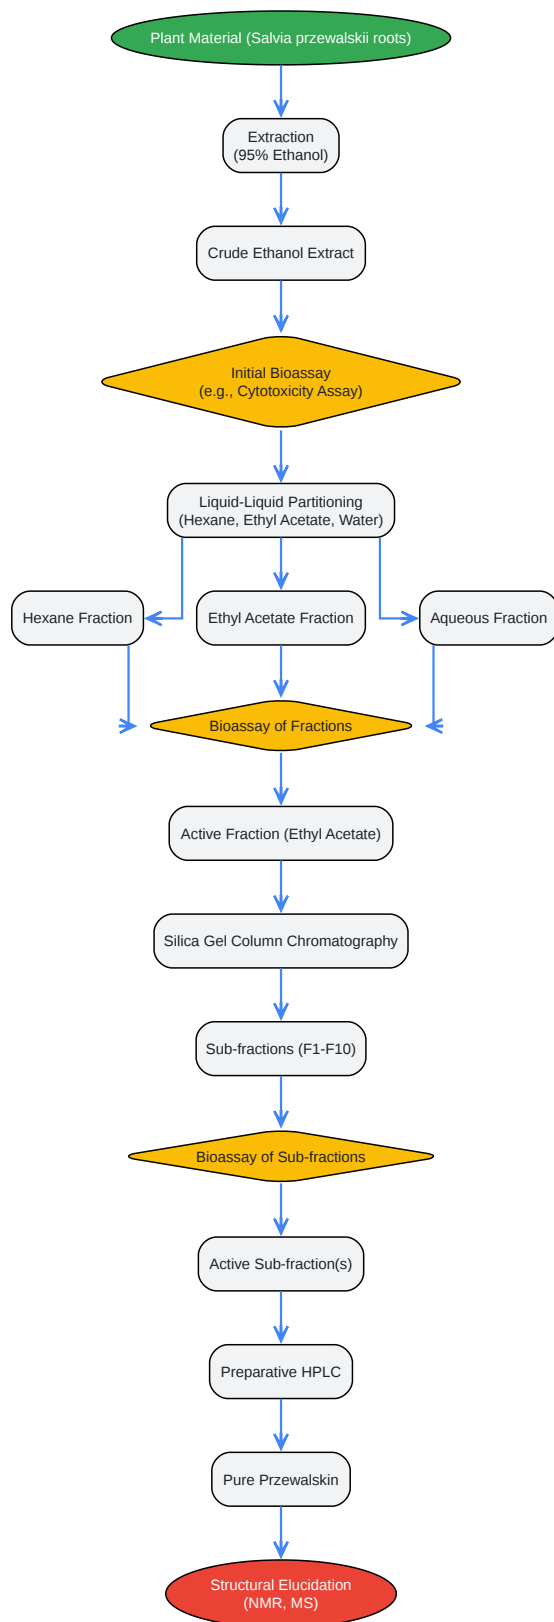 Plant Material (Salvia przewalskii roots)
Extraction
(95% Ethanol)
Crude Ethanol Extract
Initial Bioassay
(e.g., Cytotoxicity Assay)
Liquid-Liquid Partitioning
(Hexane, Ethyl Acetate, Water)
Hexane Fraction
Ethyl Acetate Fraction
Aqueous Fraction
Bioassay of Fractions
Active Fraction (Ethyl Acetate)
Silica Gel Column Chromatography
Sub-fractions (F1-F10)
Bioassay of Sub-fractions
Active Sub-fraction(s)
Preparative HPLC
Pure Przewalskin
Structural Elucidation
(NMR, MS)